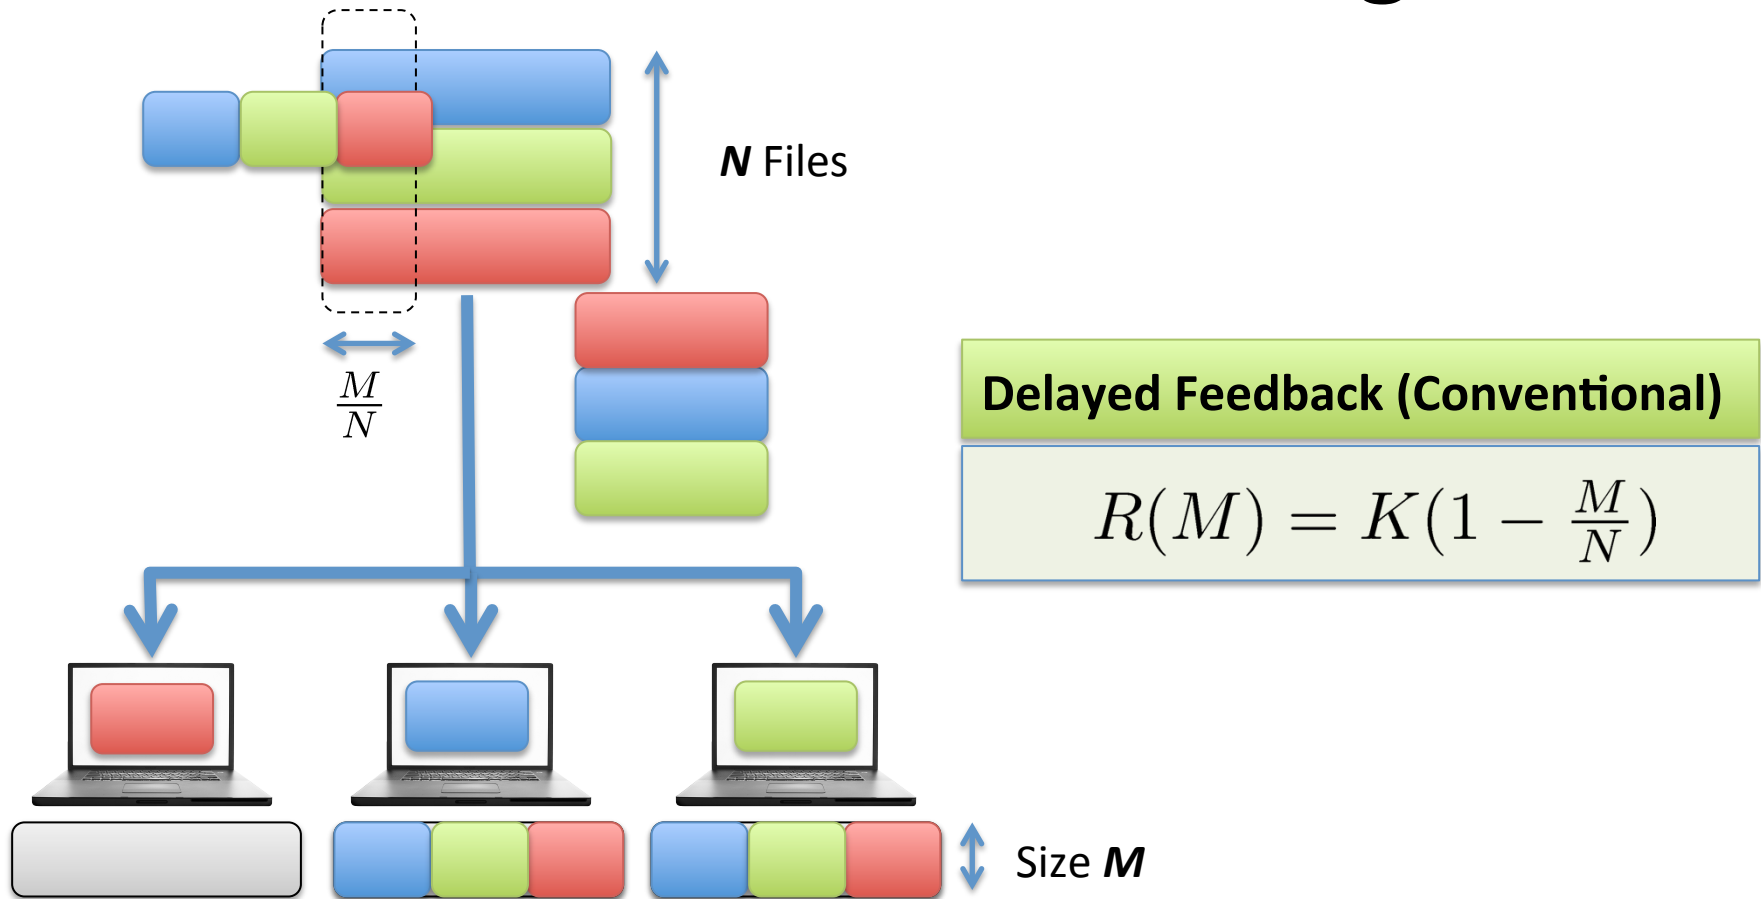 N Files
M/N
Delayed Feedback (Conventional)
R(M) = K(1 − M/N)
Size M